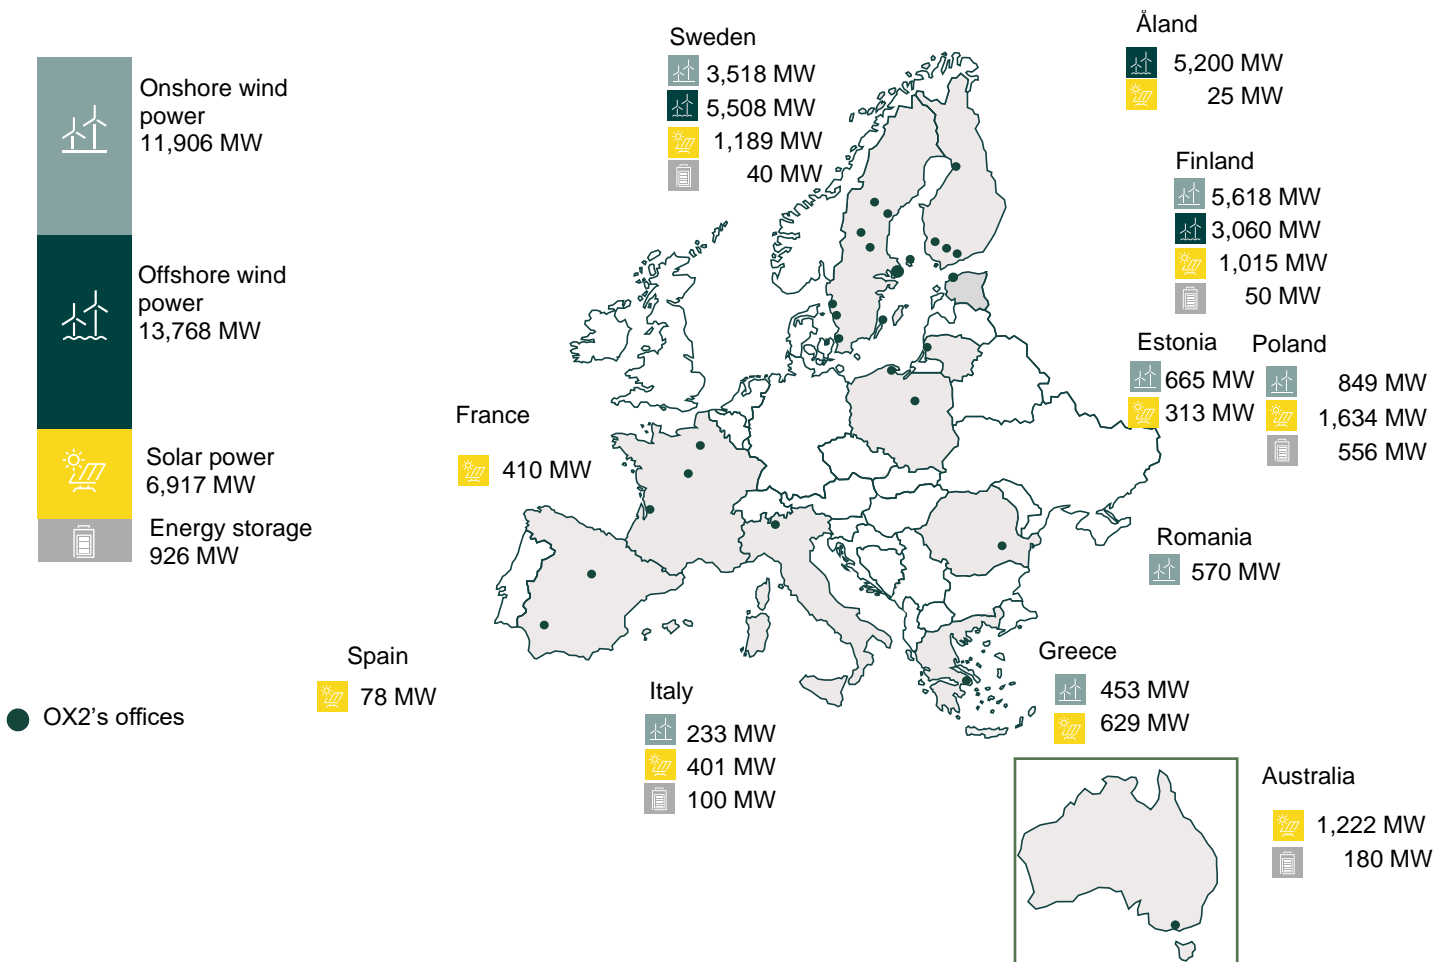 Onshore wind
power
11,906 MW
Offshore wind
power
13,768 MW
Solar power
6,917 MW
Energy storage
926 MW
OX2's offices
Sweden
3,518 MW
5,508 MW
1,189 MW
40 MW
Åland
5,200 MW
25 MW
Finland
5,618 MW
3,060 MW
1,015 MW
50 MW
Estonia
665 MW
313 MW
Poland
849 MW
1,634 MW
556 MW
France
410 MW
Romania
570 MW
Spain
78 MW
Italy
233 MW
401 MW
100 MW
Greece
453 MW
629 MW
Australia
1,222 MW
180 MW